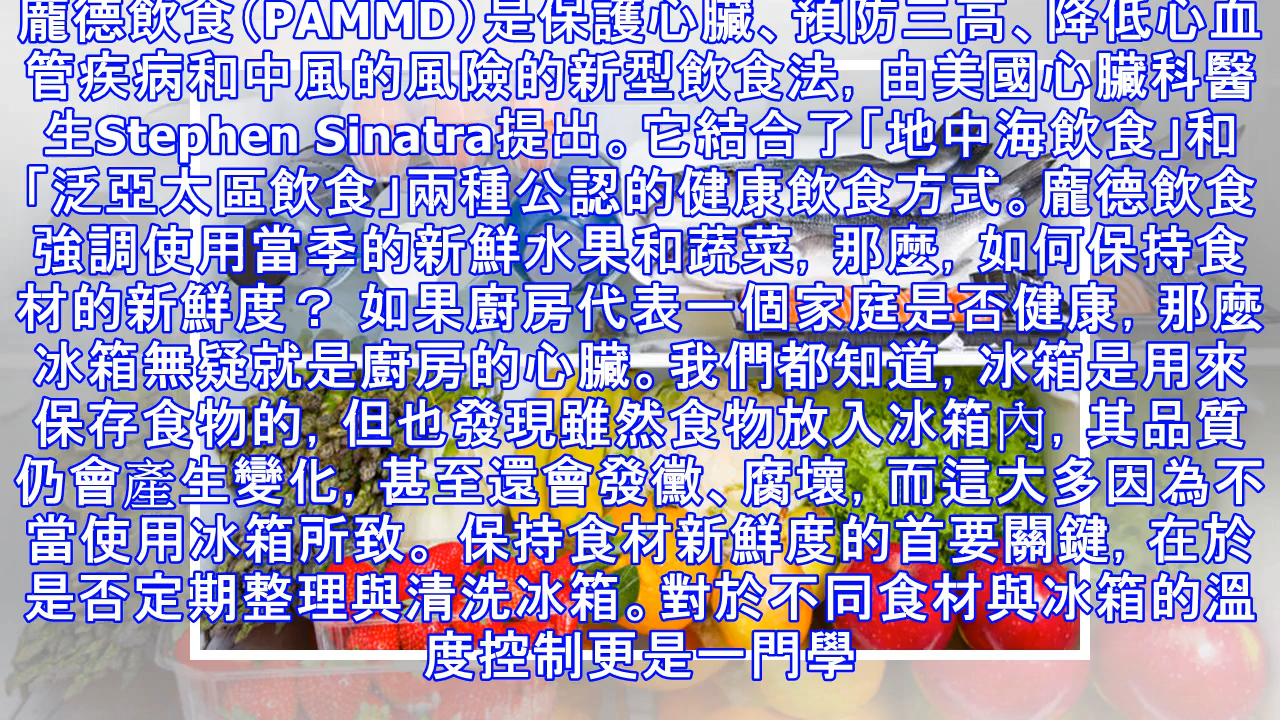 龐德飲食(PAMMD)是保護心臟、預防三高、降低心血
管疾病和中風的風險的新型飲食法, 由美國心臟科醫
生Stephen Sinatra提出。它結合了「地中海飲食」和
「泛亞太區飲食」兩種公認的健康飲食方式。龐德飲食
強調使用當季的新鮮水果和蔬菜, 那麼, 如何保持食
材的新鮮度？ 如果廚房代表一個家庭是否健康, 那麼
冰箱無疑就是廚房的心臟。我們都知道, 冰箱是用來
保存食物的, 但也發現雖然食物放入冰箱內, 其品質
仍會產生變化, 甚至還會發黴、腐壞, 而這大多因為不
當使用冰箱所致。 保持食材新鮮度的首要關鍵, 在於
是否定期整理與清洗冰箱。對於不同食材與冰箱的溫
度控制更是一門學